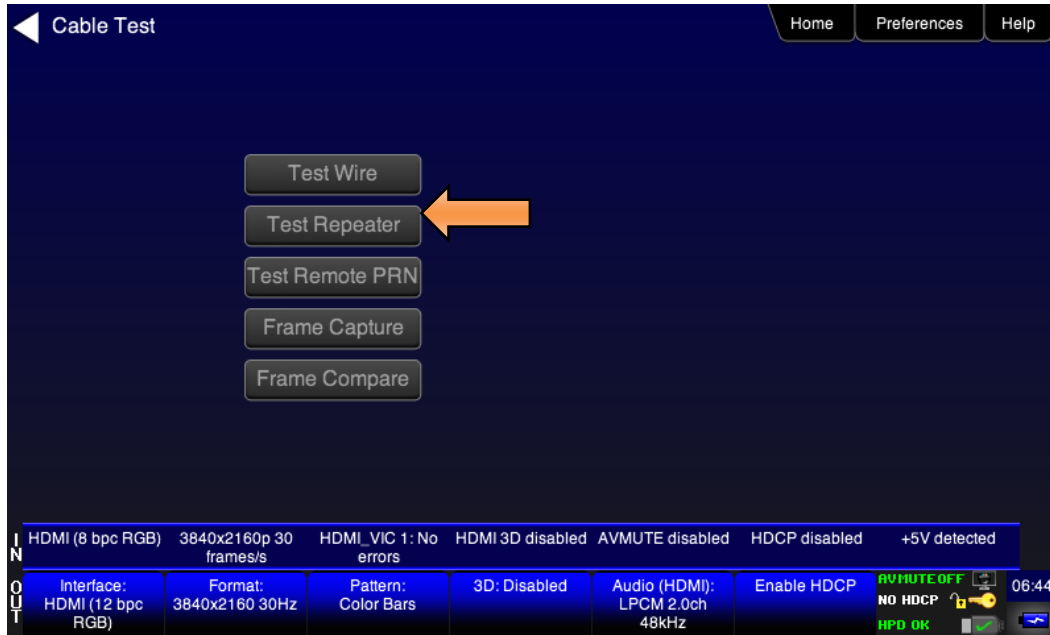 Cable Test
Home
Preferences
Help
Test Wire
Test Repeater
Test Remote PRN
Frame Capture
Frame Compare
IN
HDMI (8 bpc RGB)
3840x2160p 30
frames/s
HDMI_VIC 1: No
errors
HDMI 3D disabled
AVMUTE disabled
HDCP disabled
+5V detected
OUT
Interface:
HDMI (12 bpc
RGB)
Format:
3840x2160 30Hz
Pattern:
Color Bars
3D: Disabled
Audio (HDMI):
LPCM 2.0ch
48kHz
Enable HDCP
AVMUTE OFF
NO HDCP
HPD OK
06:44